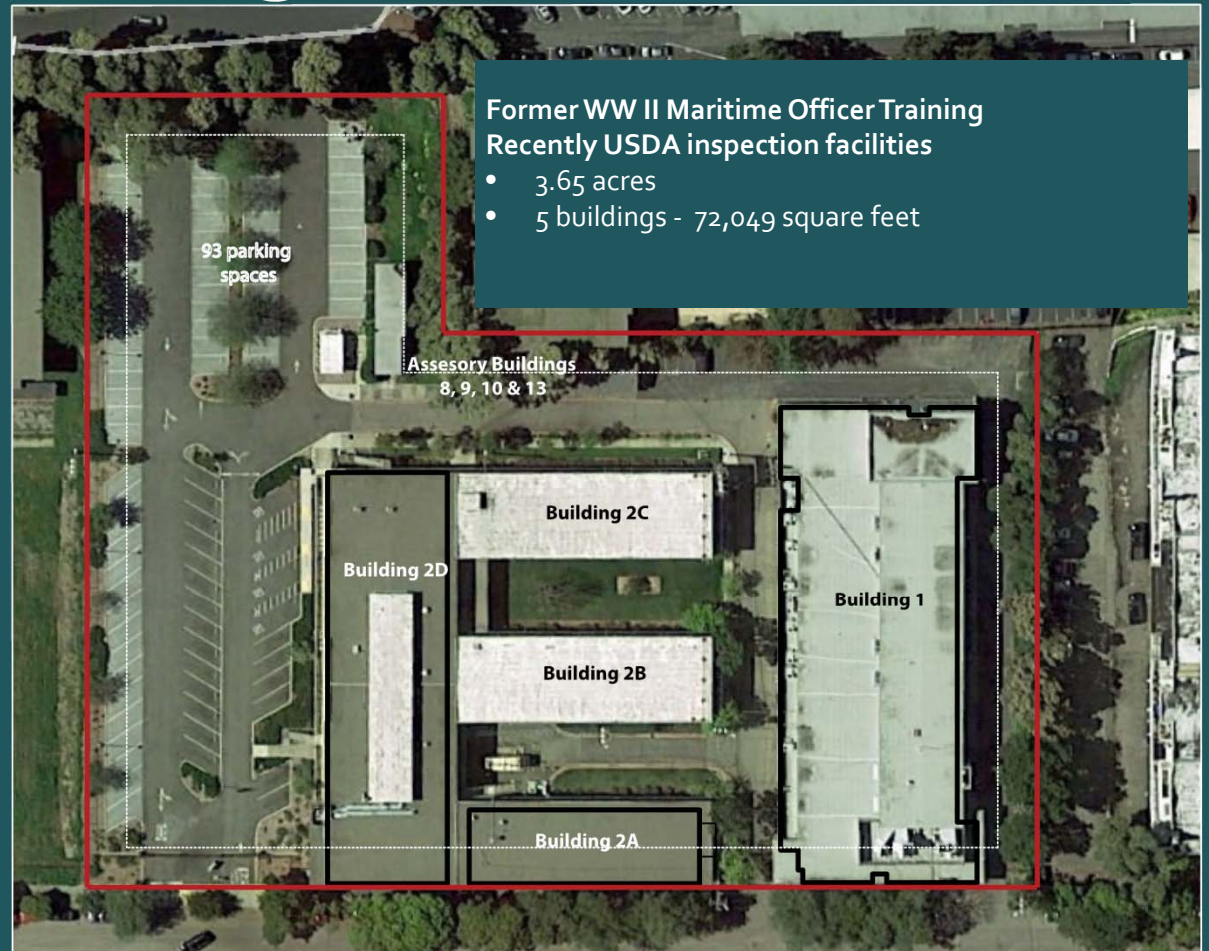 Former WW II Maritime Officer Training
Recently USDA inspection facilities
• 3.65 acres
• 5 buildings - 72,049 square feet
93 parking
spaces
Assesory Buildings
8, 9, 10 & 13
Building 2C
Building 2D
Building 1
Building 2B
Building 2A